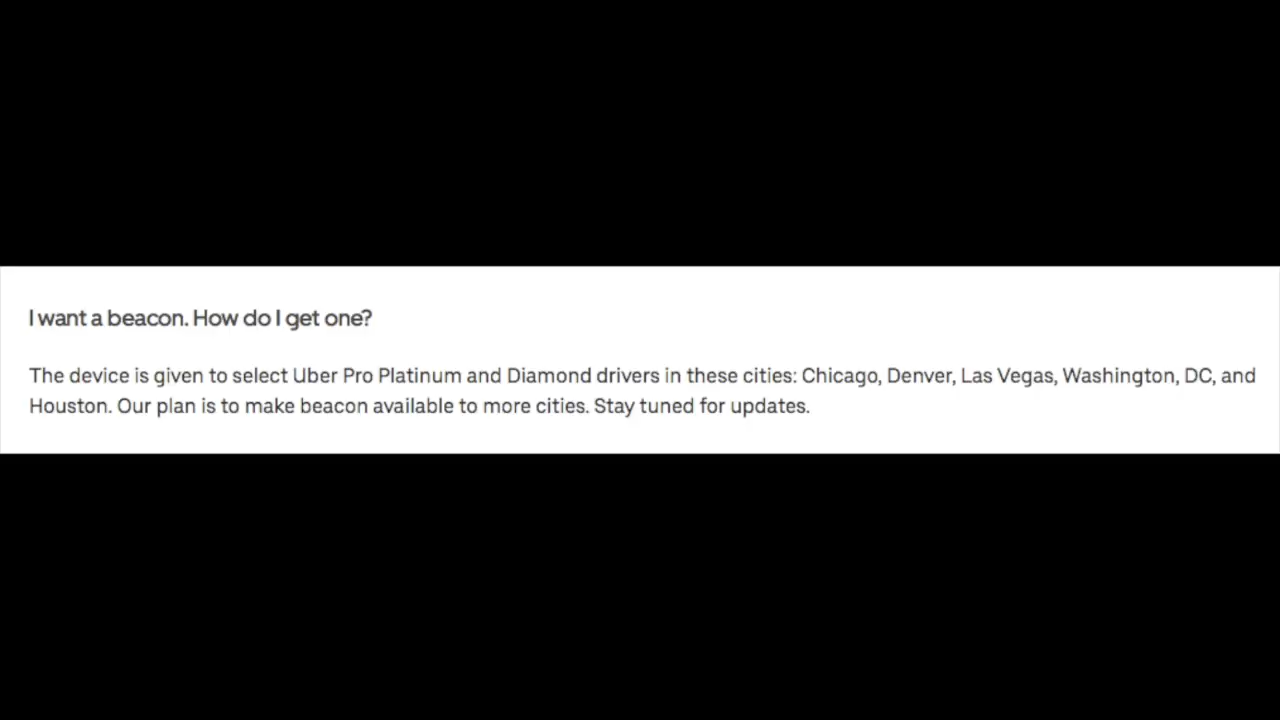 I want a beacon. How do I get one?
The device is given to select Uber Pro Platinum and Diamond drivers in these cities: Chicago, Denver, Las Vegas, Washington, DC, and
Houston. Our plan is to make beacon available to more cities. Stay tuned for updates.